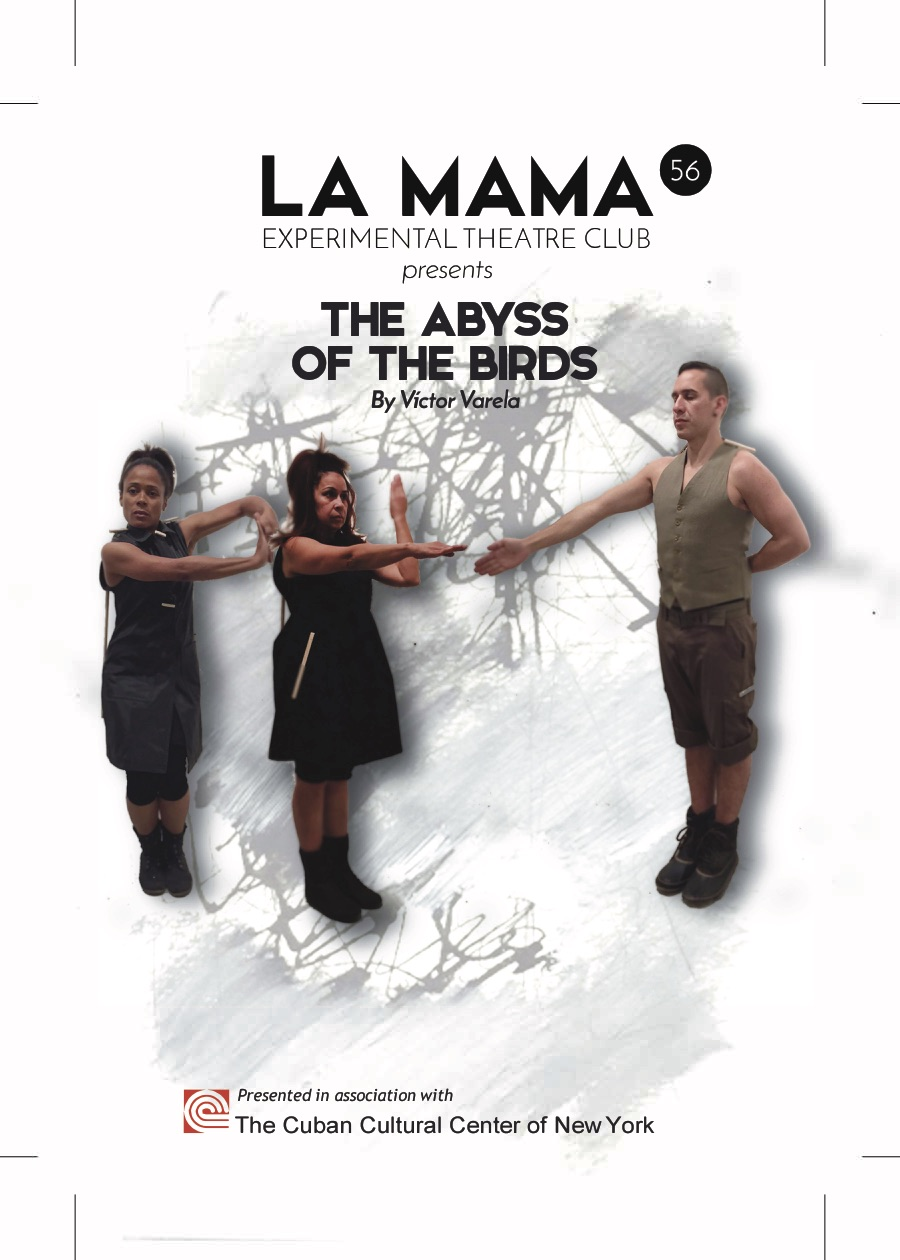 LA MAMA 56
EXPERIMENTAL THEATRE CLUB
presents
THE ABYSS
OF THE BIRDS
By Víctor Varela
Presented in association with
The Cuban Cultural Center of New York